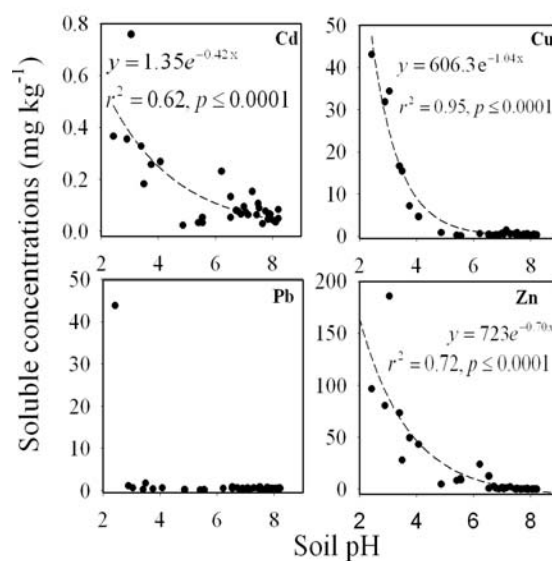 Soluble concentrations (mg kg⁻¹)
Cd
y = 1.35e⁻⁰·⁴²ˣ
r² = 0.62, p ≤ 0.0001
0.8
0.6
0.4
0.2
0.0
2 4 6 8
Cu
y = 606.3e⁻¹·⁰⁴ˣ
r² = 0.95, p ≤ 0.0001
50
40
30
20
10
0
2 4 6 8
Pb
50
40
30
20
10
0
2 4 6 8
Zn
y = 723e⁻⁰·⁷⁰ˣ
r² = 0.72, p ≤ 0.0001
200
150
100
50
0
2 4 6 8
Soil pH